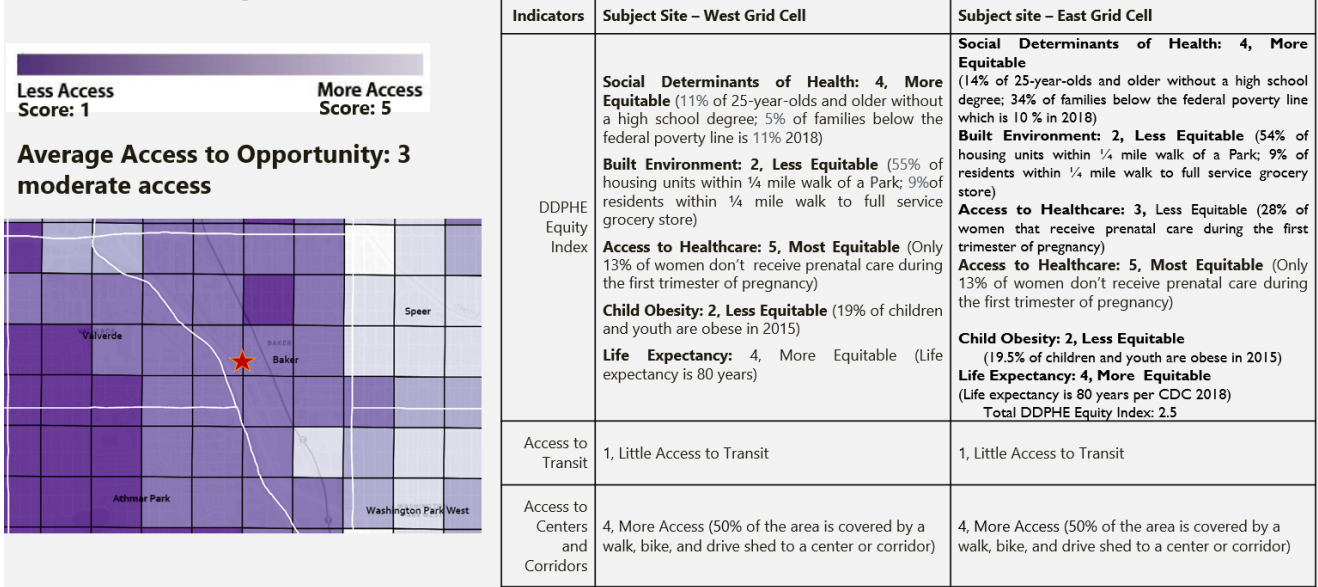 Less Access
Score: 1
More Access
Score: 5
Average Access to Opportunity: 3
moderate access
Speer
Valverde
BAKER
Baker
Athmar Park
Washington Park West
Indicators
Subject Site – West Grid Cell
Subject site – East Grid Cell
DDPHE
Equity
Index
Social Determinants of Health: 4, More
Equitable (11% of 25-year-olds and older without
a high school degree; 5% of families below the
federal poverty line is 11% 2018)
Built Environment: 2, Less Equitable (55% of
housing units within ¼ mile walk of a Park; 9%of
residents within ¼ mile walk to full service
grocery store)
Access to Healthcare: 5, Most Equitable (Only
13% of women don't receive prenatal care during
the first trimester of pregnancy)
Child Obesity: 2, Less Equitable (19% of children
and youth are obese in 2015)
Life Expectancy: 4, More Equitable (Life
expectancy is 80 years)
Social Determinants of Health: 4, More
Equitable
(14% of 25-year-olds and older without a high school
degree; 34% of families below the federal poverty line
which is 10 % in 2018)
Built Environment: 2, Less Equitable (54% of
housing units within ¼ mile walk of a Park; 9% of
residents within ¼ mile walk to full service grocery
store)
Access to Healthcare: 3, Less Equitable (28% of
women that receive prenatal care during the first
trimester of pregnancy)
Access to Healthcare: 5, Most Equitable (Only
13% of women don't receive prenatal care during
the first trimester of pregnancy)
Child Obesity: 2, Less Equitable
(19.5% of children and youth are obese in 2015)
Life Expectancy: 4, More Equitable
(Life expectancy is 80 years per CDC 2018)
Total DDPHE Equity Index: 2.5
Access to
Transit
1, Little Access to Transit
1, Little Access to Transit
Access to
Centers
and
Corridors
4, More Access (50% of the area is covered by a
walk, bike, and drive shed to a center or corridor)
4, More Access (50% of the area is covered by a
walk, bike, and drive shed to a center or corridor)